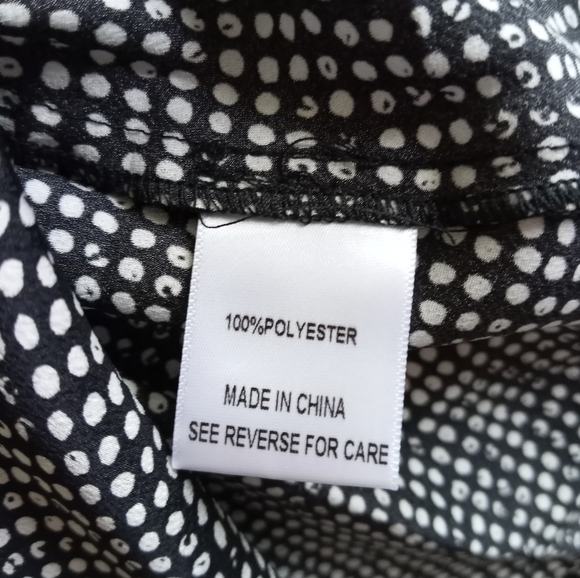 100%POLYESTER
MADE IN CHINA
SEE REVERSE FOR CARE